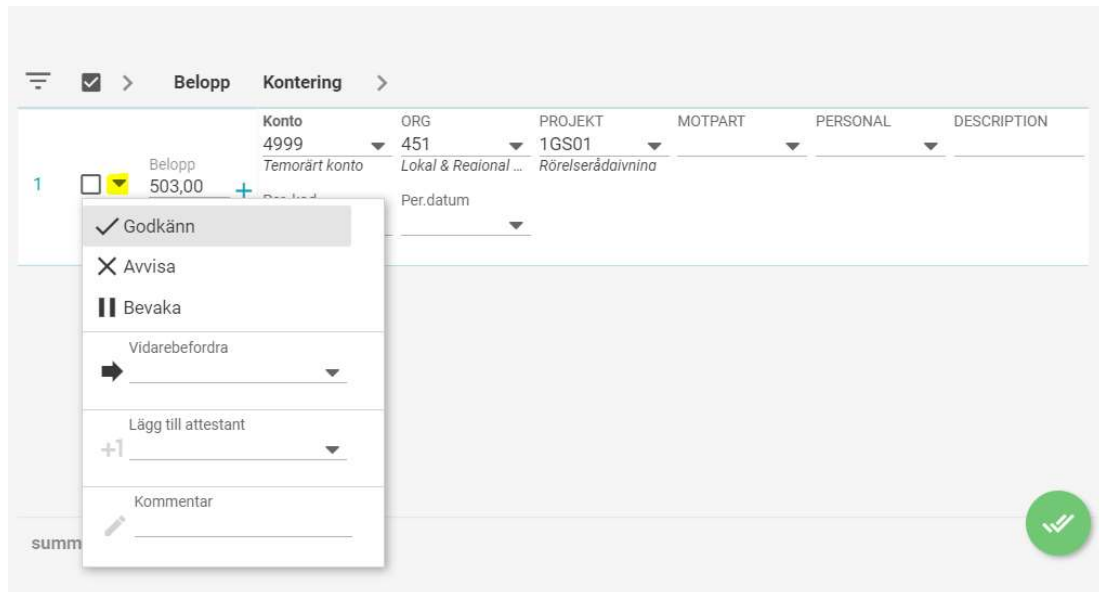 Belopp Kontering
Konto ORG PROJEKT MOTPART PERSONAL DESCRIPTION
4999 451 1GS01
Temorärt konto Lokal & Regional ... Rörelserådgivning
Belopp
1 503,00
Per.datum
Godkänn
Avvisa
Bevaka
Vidarebefordra
Lägg till attestant
+1
Kommentar
summ